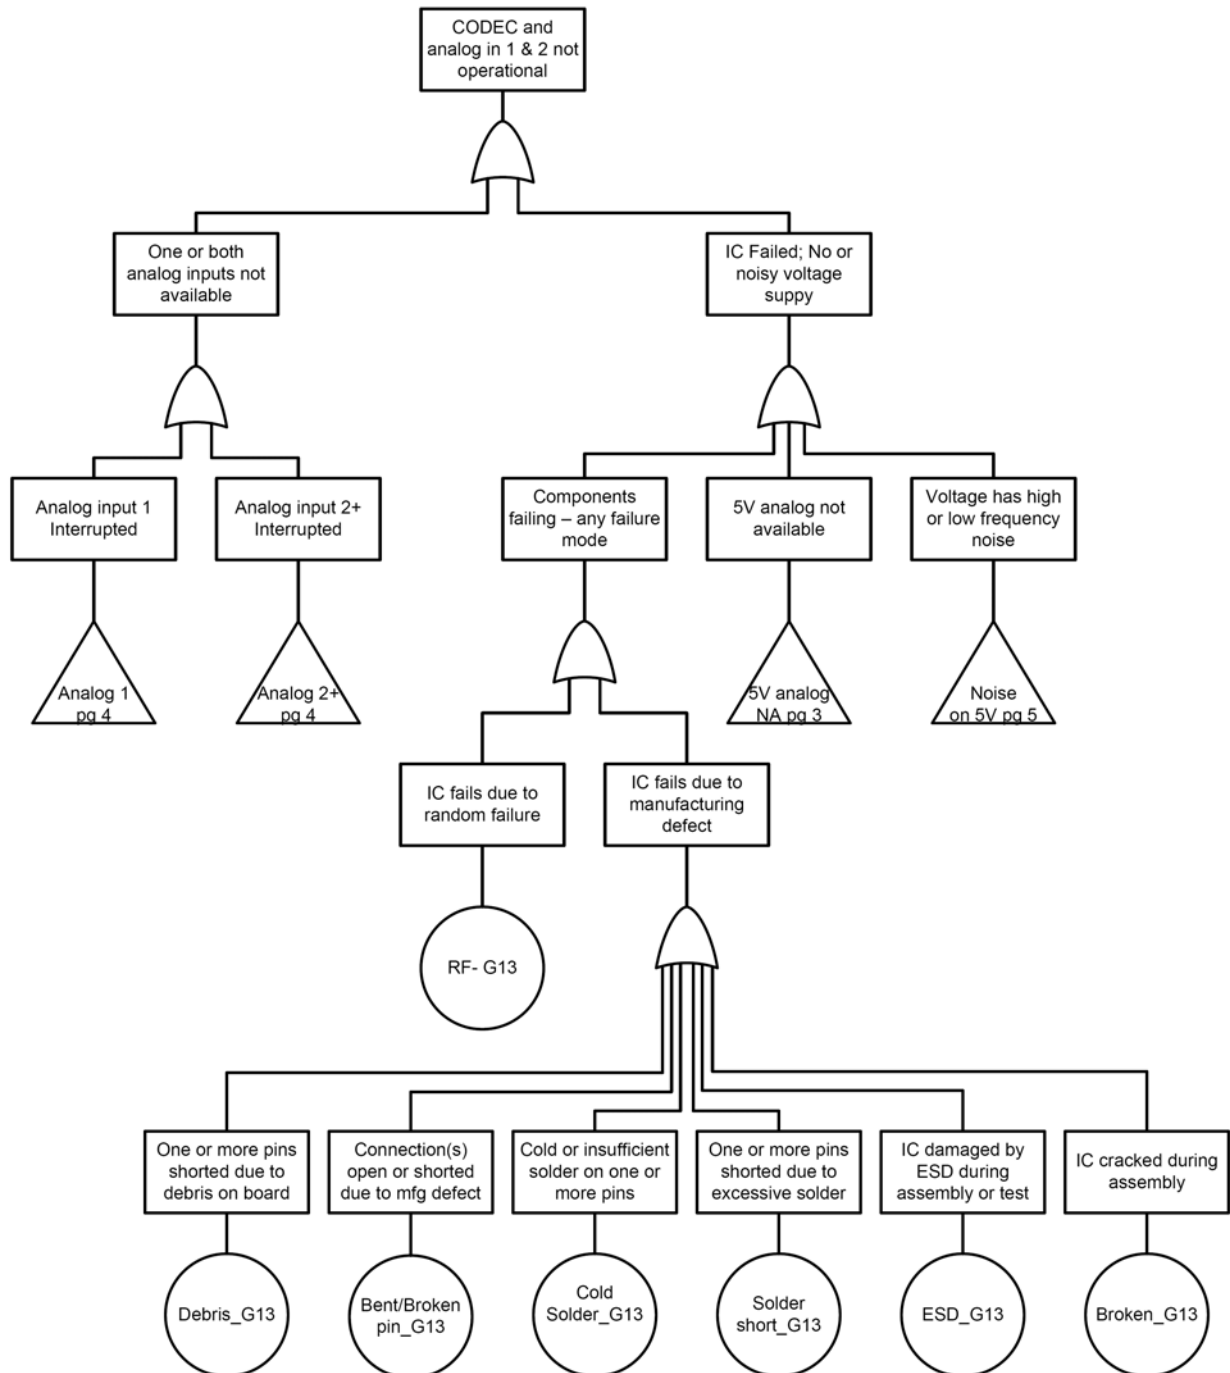 CODEC and
analog in 1 & 2 not
operational
One or both
analog inputs not
available
IC Failed; No or
noisy voltage
suppy
Analog input 1
Interrupted
Analog input 2+
Interrupted
Components
failing – any failure
mode
5V analog not
available
Voltage has high
or low frequency
noise
Analog 1
pg 4
Analog 2+
pg 4
5V analog
NA pg 3
Noise
on 5V pg 5
IC fails due to
random failure
IC fails due to
manufacturing
defect
RF- G13
One or more pins
shorted due to
debris on board
Connection(s)
open or shorted
due to mfg defect
Cold or insufficient
solder on one or
more pins
One or more pins
shorted due to
excessive solder
IC damaged by
ESD during
assembly or test
IC cracked during
assembly
Debris_G13
Bent/Broken
pin_G13
Cold
Solder_G13
Solder
short_G13
ESD_G13
Broken_G13